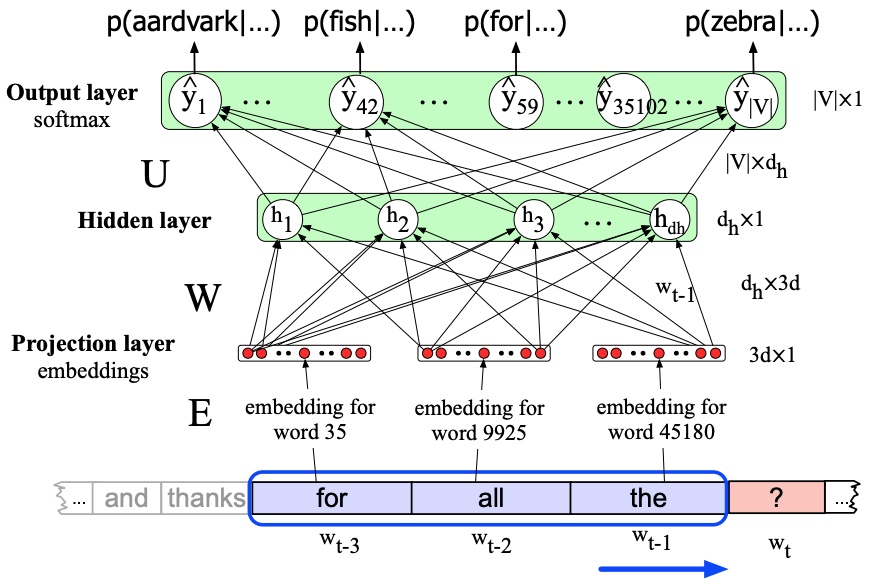 p(aardvark|...) p(fish|...) p(for|...) p(zebra|...)
Output layer
softmax
ŷ1 ... ŷ42 ... ŷ59 ... ŷ35102 ... ŷ|V|
|V|×1
U
|V|×dh
Hidden layer
h1 h2 h3 ... hdh
dh×1
W
wt-1
dh×3d
Projection layer
embeddings
3d×1
E
embedding for
word 35
embedding for
word 9925
embedding for
word 45180
... and thanks for all the ? ...
wt-3 wt-2 wt-1 wt